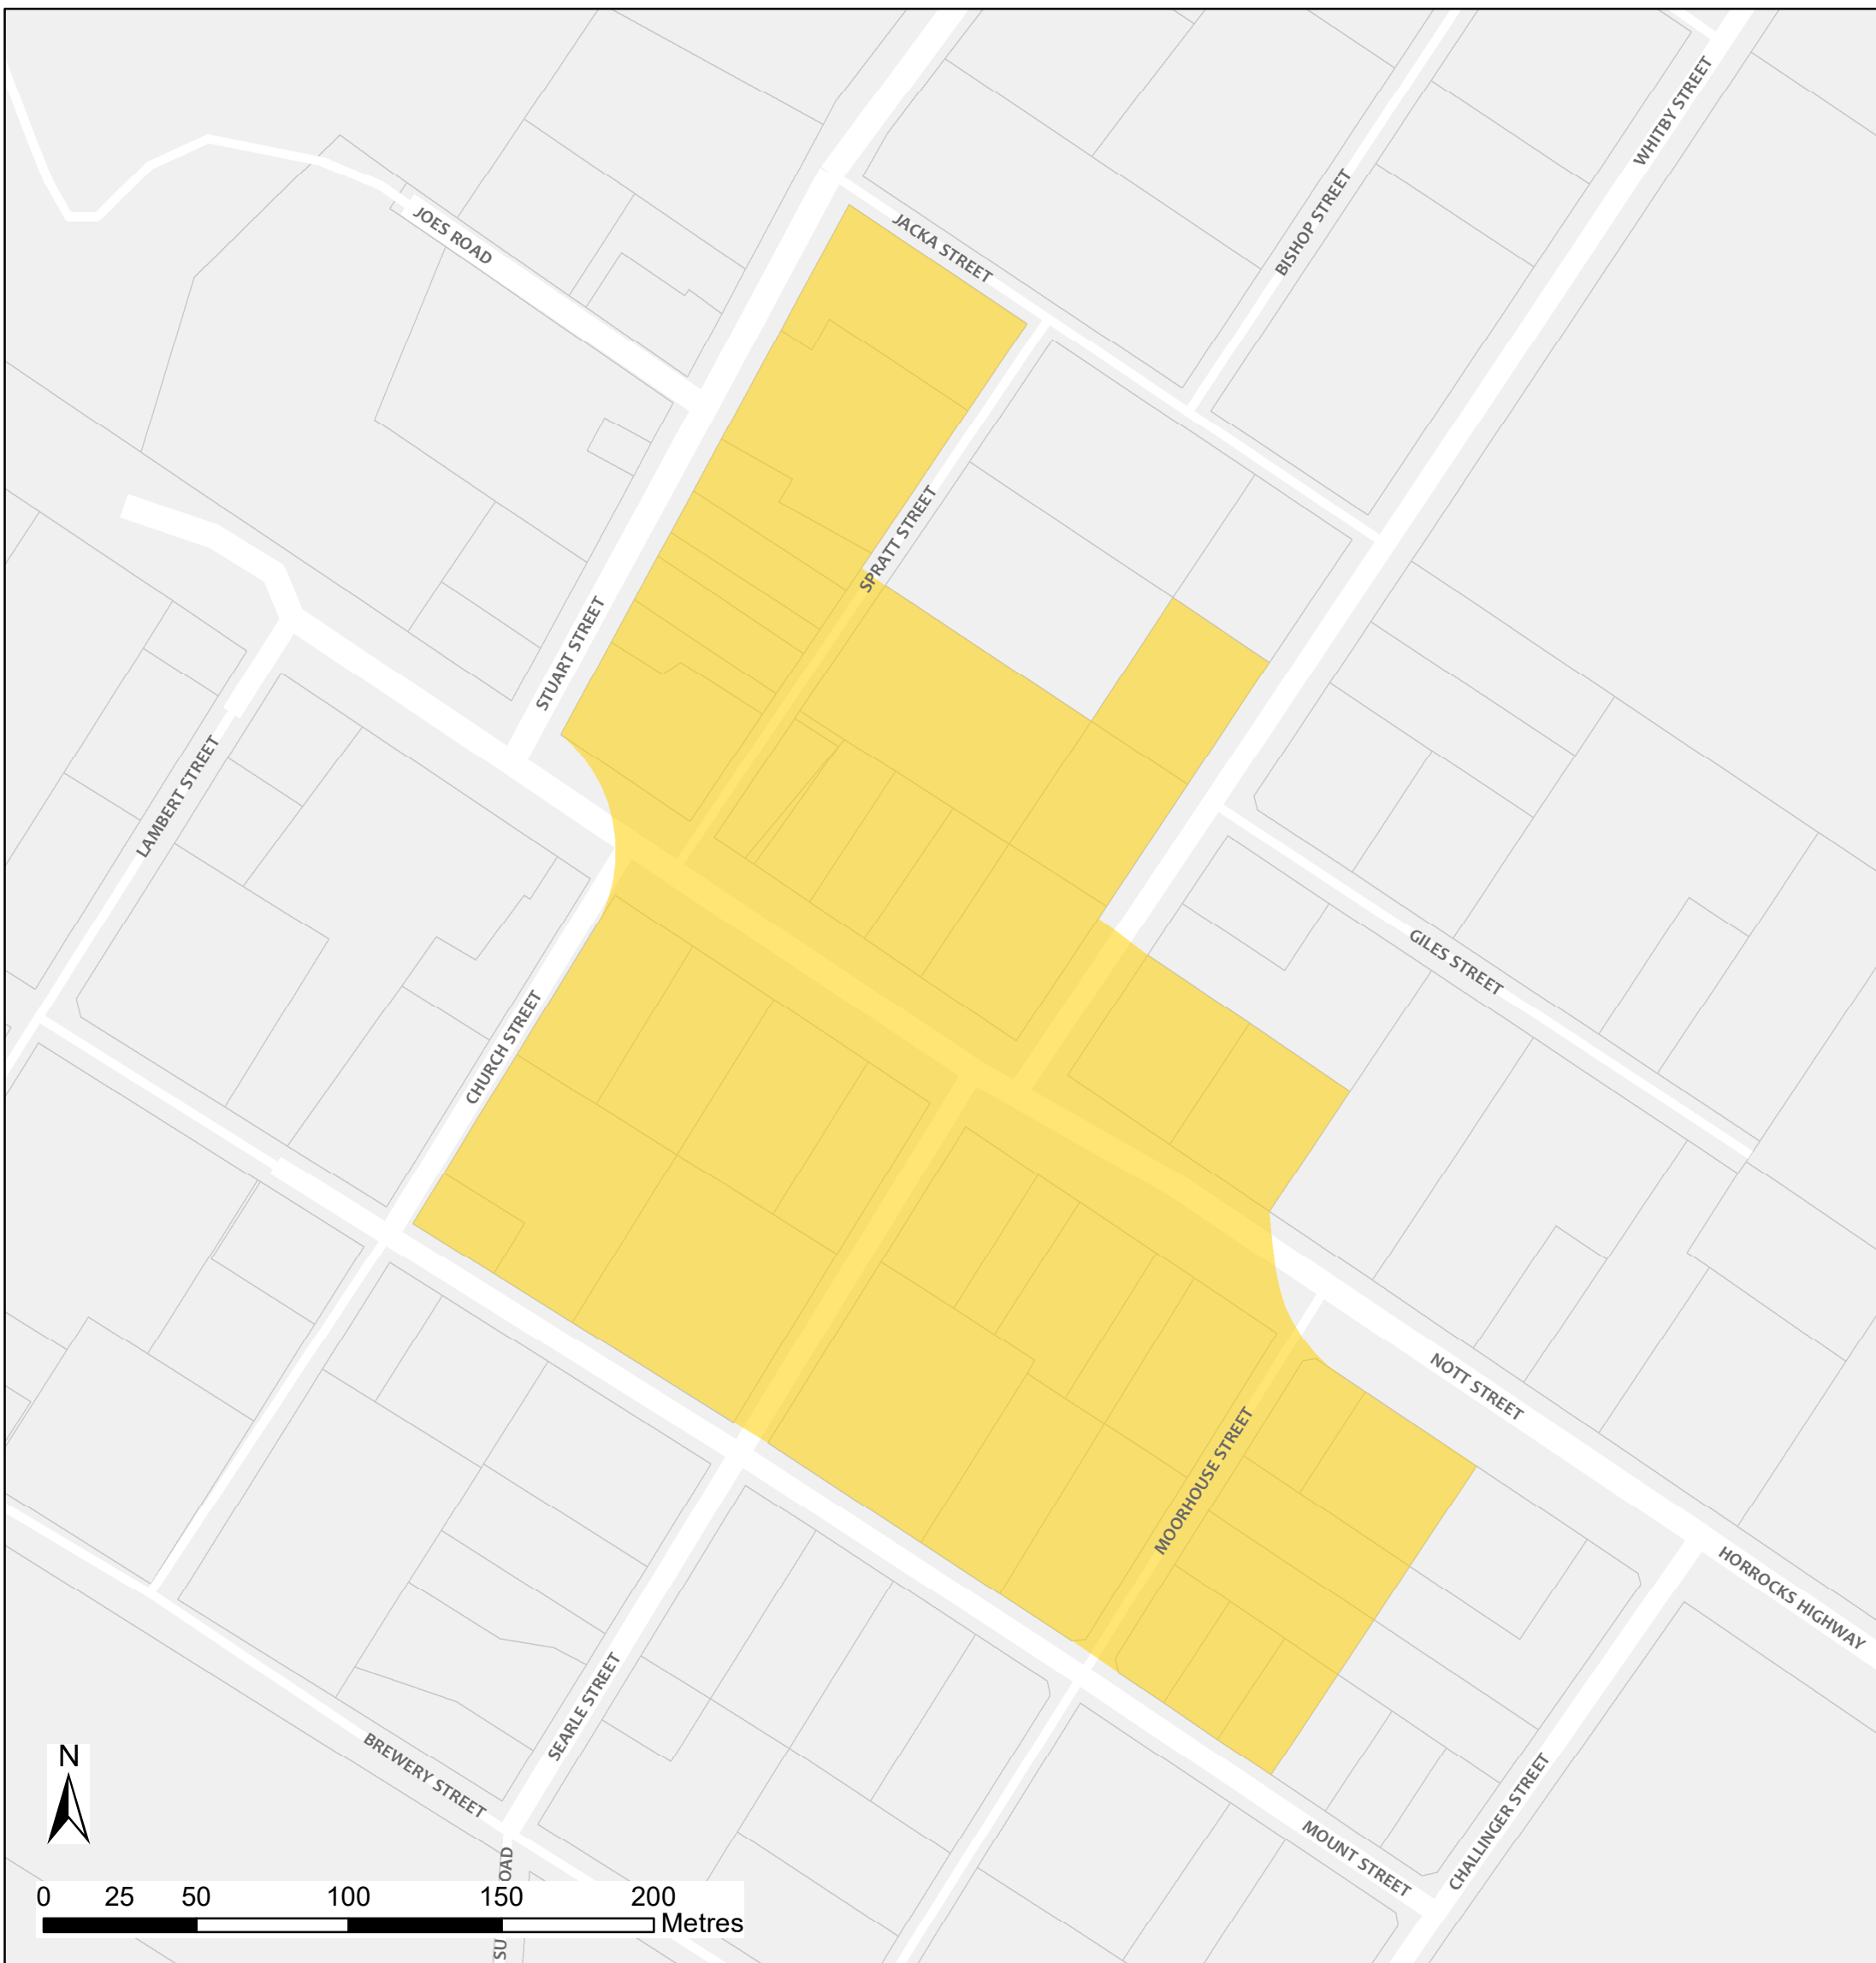 WHITBY STREET
BISHOP STREET
JACKA STREET
JOES ROAD
SPRATT STREET
STUART STREET
LAMBERT STREET
GILES STREET
CHURCH STREET
NOTT STREET
MOORHOUSE STREET
HORROCKS HIGHWAY
SEARLE STREET
BREWERY STREET
MOUNT STREET
CHALLINGER STREET
N
0 25 50 100 150 200
Metres